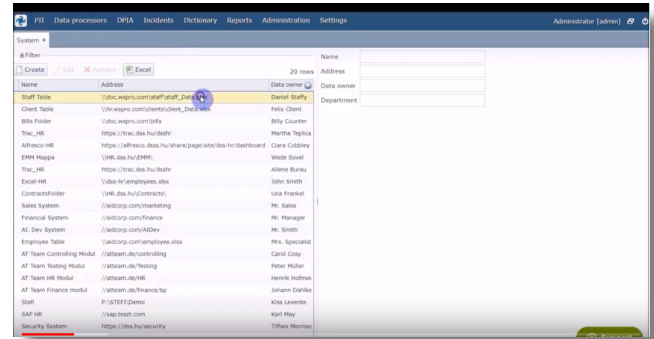 PII Data processors DPIA Incidents Dictionary Reports Administration Settings Administrator [admin]
System ×
Filter
Create Edit Remove Excel 20 rows
Name Address Data owner
Staff Table \\doc.wspro.com\staff\staff_Data Daniel Staffy
Client Table \\hr.wspro.com\clients\client_Data.xlsx Felix Client
Bills Folder \\doc.wspro.com\bills Billy Counter
Trac_HR https://trac.dss.hu/dsshr Martha Teplica
Alfresco-HR https://alfresco.dsss.hu/share/page/site/dss-hr/dashboard Clara Cobbley
EMM Mappa \\HR.dss.hu\EMM\ Wade Sovel
Trac_HR https://trac.dss.hu/dsshr Allene Burau
Excel-HR \\dss-hr\employees.xlsx John Smith
ContractsFolder \\HR.dss.hu\Contracts\ Una Frankel
Sales System //aidcorp.com/marketing Mr. Sales
Financial System //aidcorp.com/finance Mr. Manager
AI. Dev System //aidcorp.com/AIDev Mr. Smith
Employee Table \\aidcorp.com\employee.xlsx Mrs. Specialist
AT Team Controlling Modul //atteam.de/controlling Carol Cosy
AT Team Testing Modul //atteam.de/Testing Peter Müller
AT Team HR Modul //atteam.de/HR Henrik Hofmei
AT Team Finance modul //atteam.de/finance/bp Johann Dahlke
Stefi P:\STEFI\Demo Kiss Levente
SAP HR //sap.teszt.com Karl May
Security System https://dss.hu/security Tiffani Morriso
Name
Address
Data owner
Department